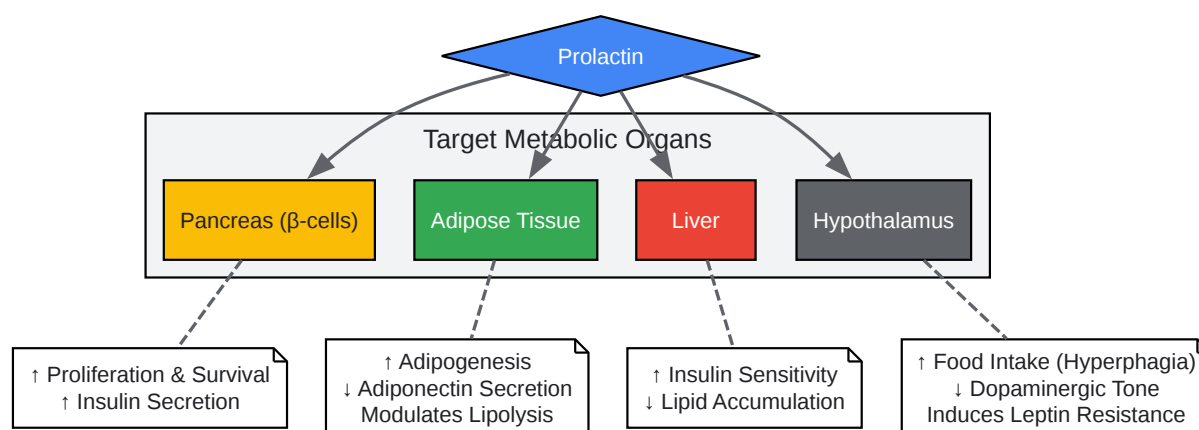 Prolactin
Target Metabolic Organs
Pancreas (β-cells)
Adipose Tissue
Liver
Hypothalamus
↑ Proliferation & Survival
↑ Insulin Secretion
↑ Adipogenesis
↓ Adiponectin Secretion
Modulates Lipolysis
↑ Insulin Sensitivity
↓ Lipid Accumulation
↑ Food Intake (Hyperphagia)
↓ Dopaminergic Tone
Induces Leptin Resistance